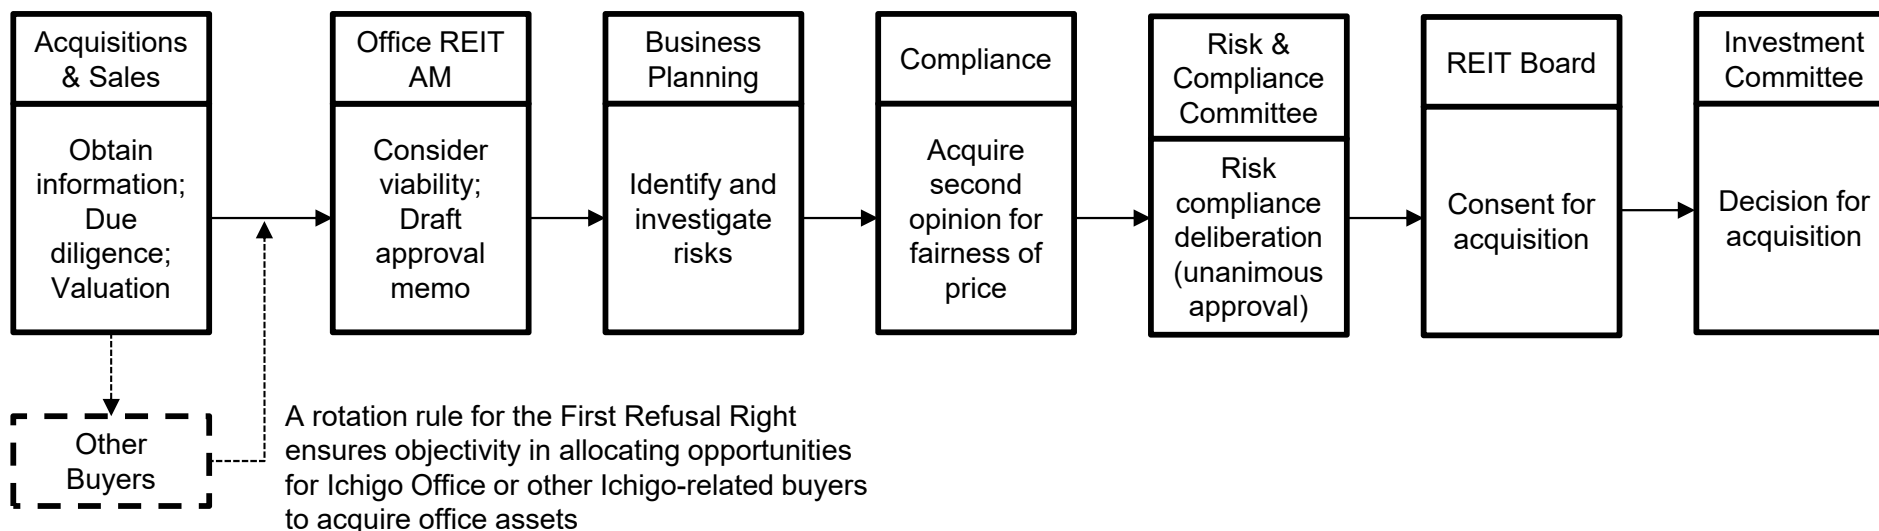 Acquisitions
& Sales
Obtain
information;
Due
diligence;
Valuation
Office REIT
AM
Consider
viability;
Draft
approval
memo
Business
Planning
Identify and
investigate
risks
Compliance
Acquire
second
opinion for
fairness of
price
Risk &
Compliance
Committee
Risk
compliance
deliberation
(unanimous
approval)
REIT Board
Consent for
acquisition
Investment
Committee
Decision for
acquisition
Other
Buyers
A rotation rule for the First Refusal Right
ensures objectivity in allocating opportunities
for Ichigo Office or other Ichigo-related buyers
to acquire office assets